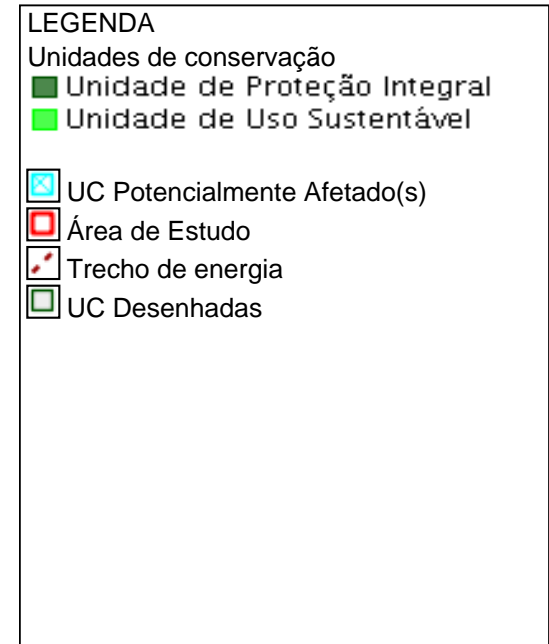 LEGENDA
Unidades de conservação
Unidade de Proteção Integral
Unidade de Uso Sustentável
UC Potencialmente Afetado(s)
Área de Estudo
Trecho de energia
UC Desenhadas